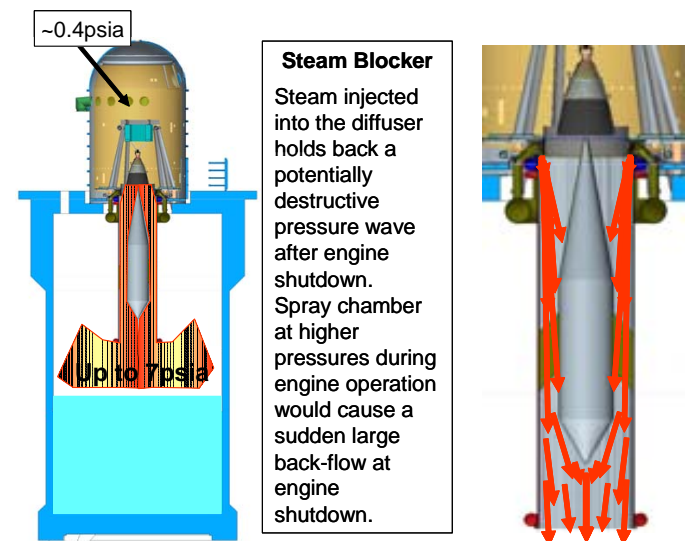 ~0.4psia
Steam Blocker
Steam injected
into the diffuser
holds back a
potentially
destructive
pressure wave
after engine
shutdown.
Spray chamber
at higher
pressures during
engine operation
would cause a
sudden large
back-flow at
engine
shutdown.
Up to 7psia